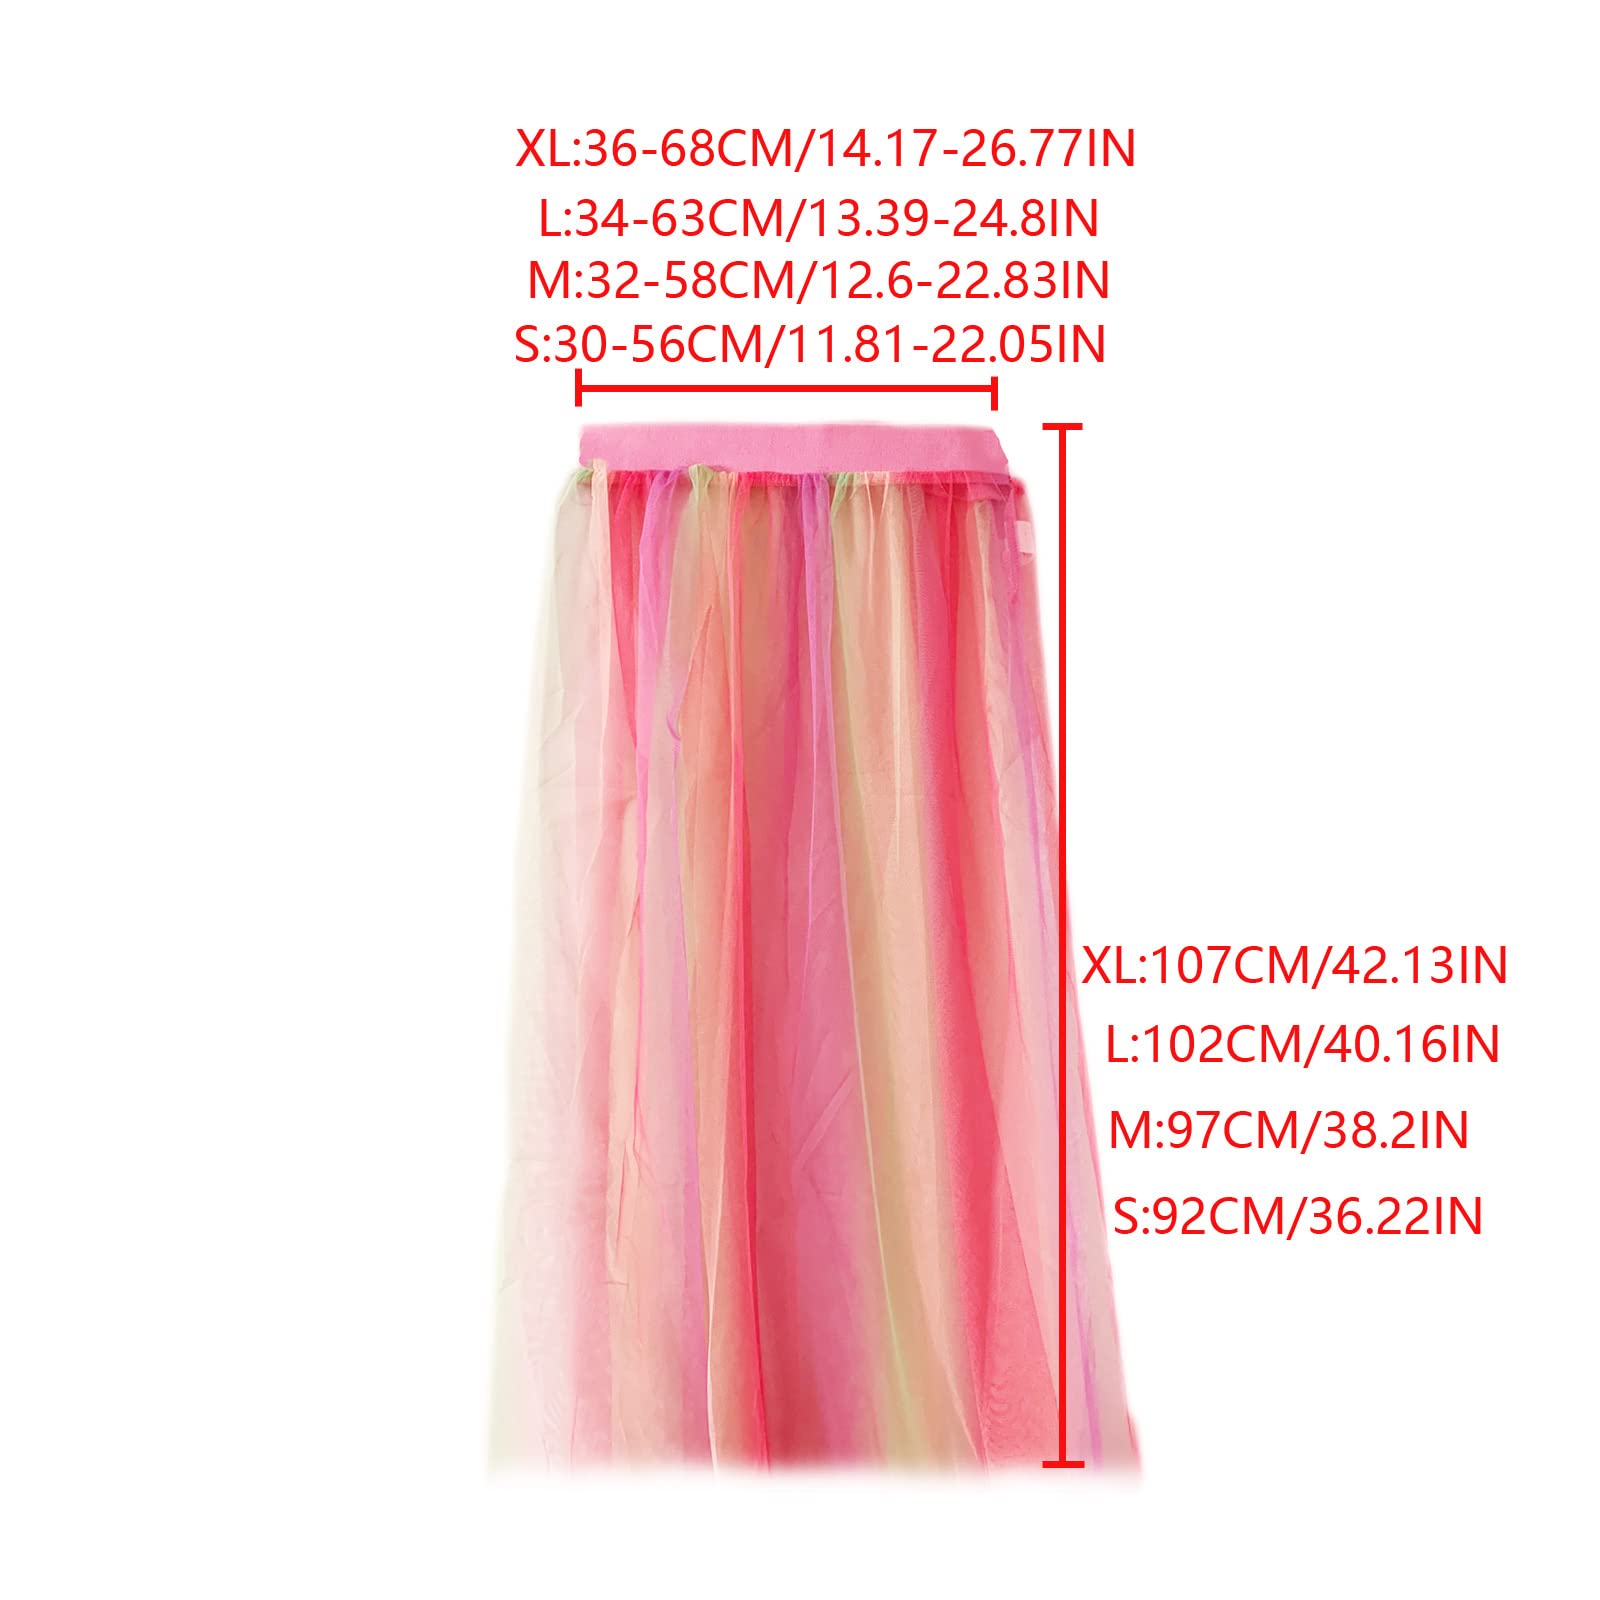 XL:36-68CM/14.17-26.77IN
L:34-63CM/13.39-24.8IN
M:32-58CM/12.6-22.83IN
S:30-56CM/11.81-22.05IN
XL:107CM/42.13IN
L:102CM/40.16IN
M:97CM/38.2IN
S:92CM/36.22IN